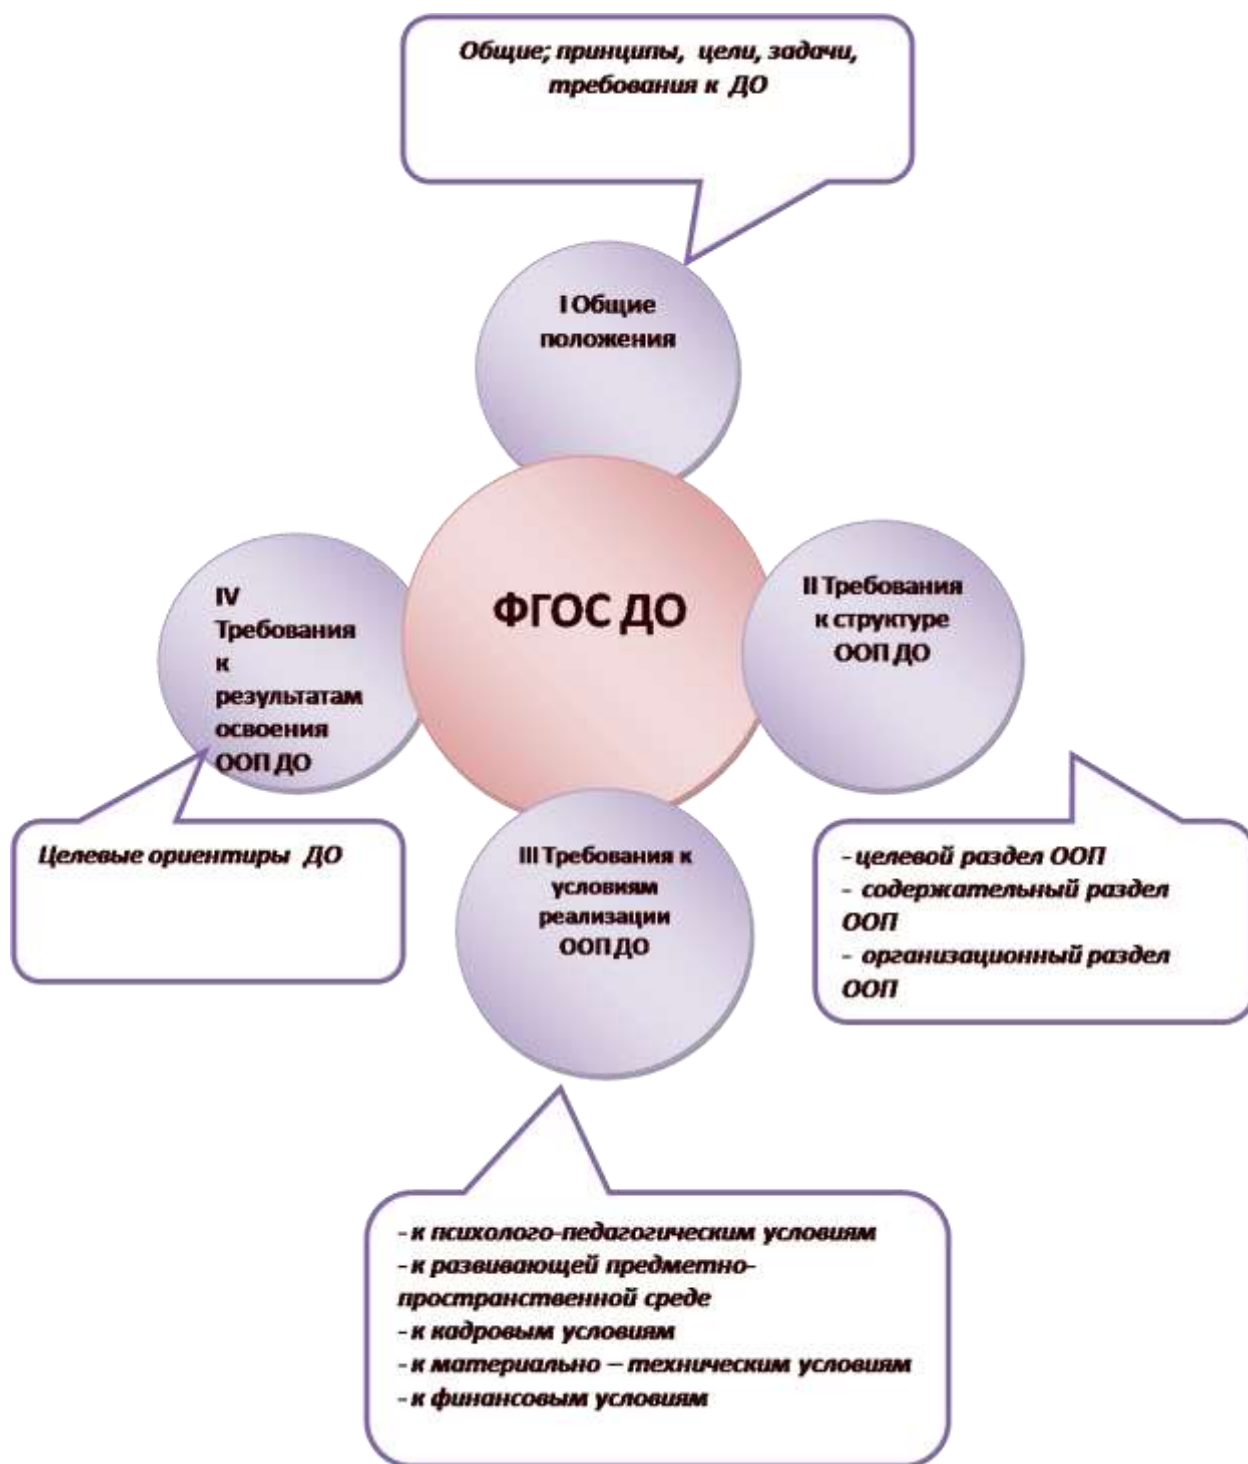 Общие; принципы, цели, задачи,
требования к ДО
I Общие
положения
ФГОС ДО
II Требования
к структуре
ООП ДО
- целевой раздел ООП
- содержательный раздел
ООП
- организационный раздел
ООП
III Требования к
условиям
реализации
ООП ДО
- к психолого-педагогическим условиям
- к развивающей предметно-
пространственной среде
- к кадровым условиям
- к материально – техническим условиям
- к финансовым условиям
IV
Требования
к
результатам
освоения
ООП ДО
Целевые ориентиры ДО